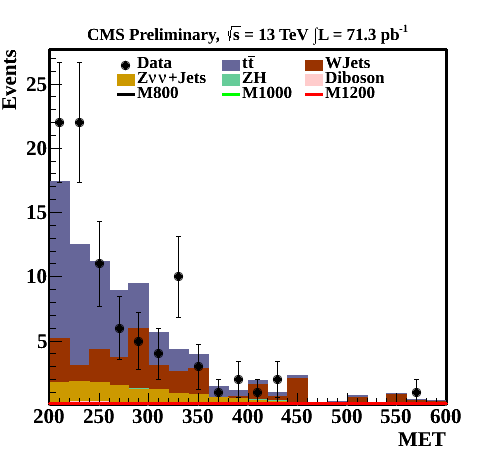 CMS Preliminary, √s = 13 TeV ∫L = 71.3 pb⁻¹
Events
Data tt̄ WJets
Zνν+Jets ZH Diboson
M800 M1000 M1200
25
20
15
10
5
200 250 300 350 400 450 500 550 600
MET